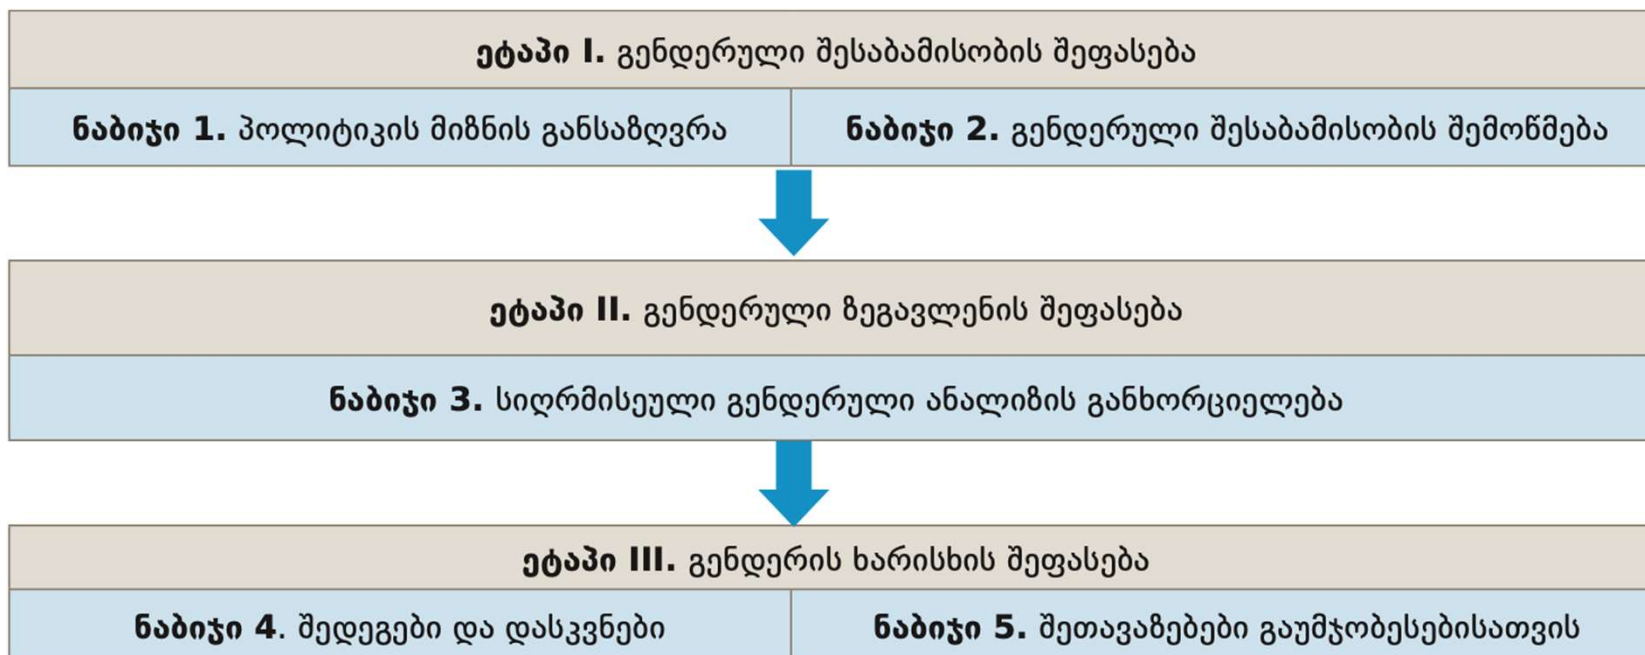 ეტაპი I. გენდერული შესაბამისობის შეფასება
ნაბიჯი 1. პოლიტიკის მიზნის განსაზღვრა
ნაბიჯი 2. გენდერული შესაბამისობის შემოწმება
ეტაპი II. გენდერული ზეგავლენის შეფასება
ნაბიჯი 3. სიღრმისეული გენდერული ანალიზის განხორციელება
ეტაპი III. გენდერის ხარისხის შეფასება
ნაბიჯი 4. შედეგები და დასკვნები
ნაბიჯი 5. შეთავაზებები გაუმჯობესებისათვის